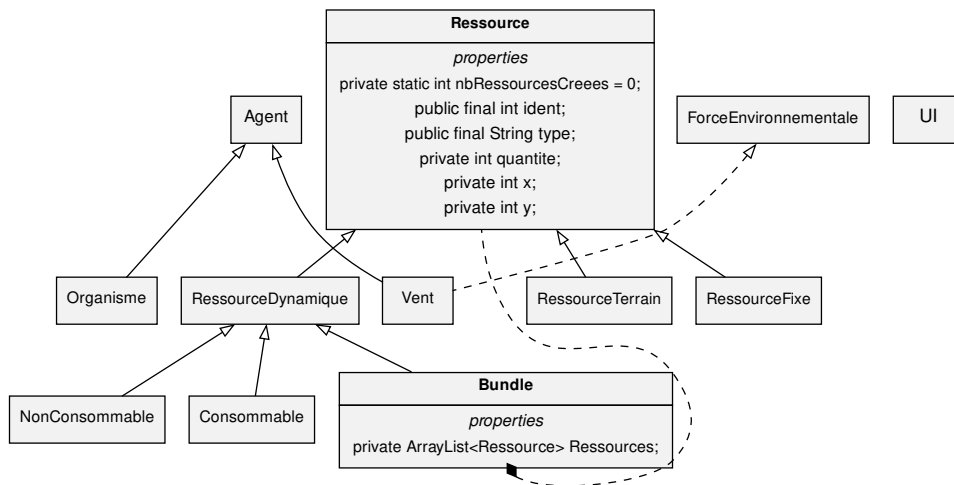 Ressource
properties
private static int nbRessourcesCreees = 0;
public final int ident;
public final String type;
private int quantite;
private int x;
private int y;
Agent
ForceEnvironnementale
UI
Organisme
RessourceDynamique
Vent
RessourceTerrain
RessourceFixe
NonConsommable
Consommable
Bundle
properties
private ArrayList<Ressource> Ressources;